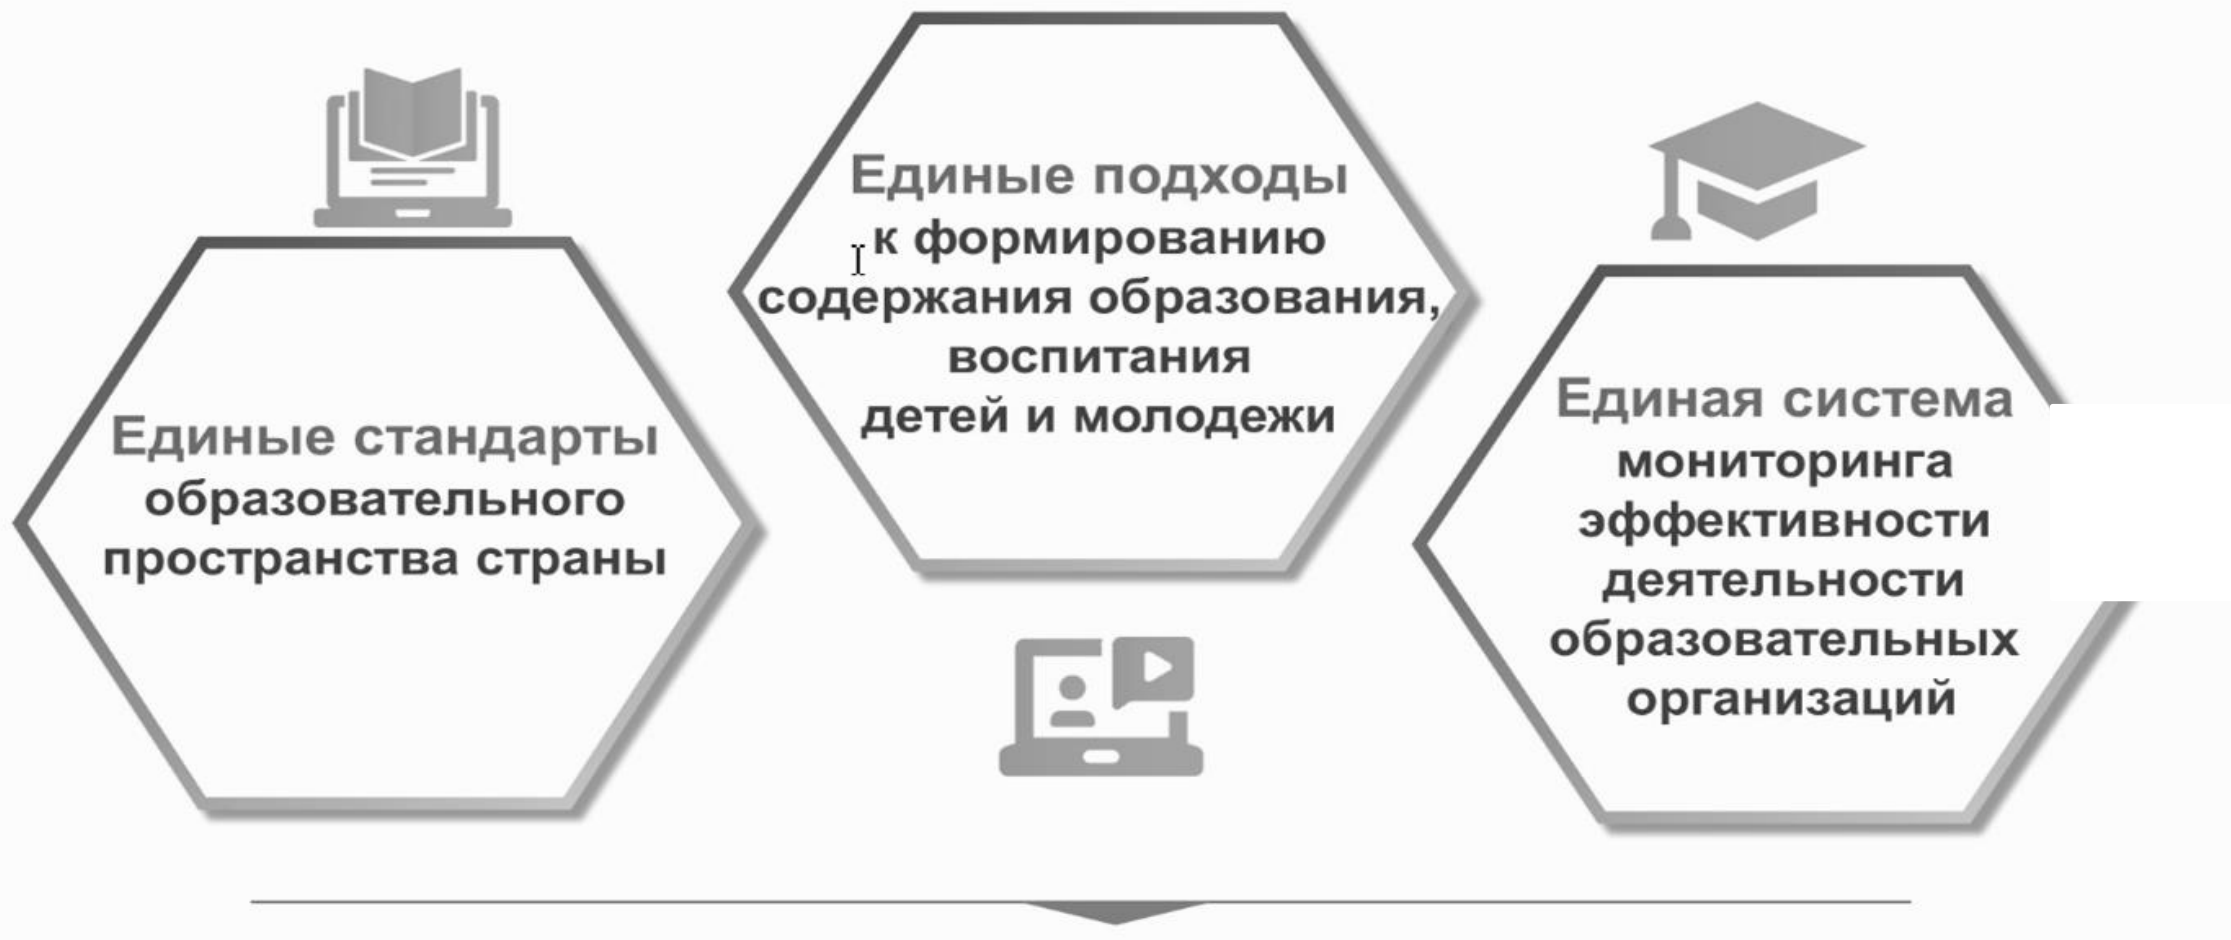 Единые стандарты
образовательного
пространства страны
Единые подходы
к формированию
содержания образования,
воспитания
детей и молодежи
Единая система
мониторинга
эффективности
деятельности
образовательных
организаций